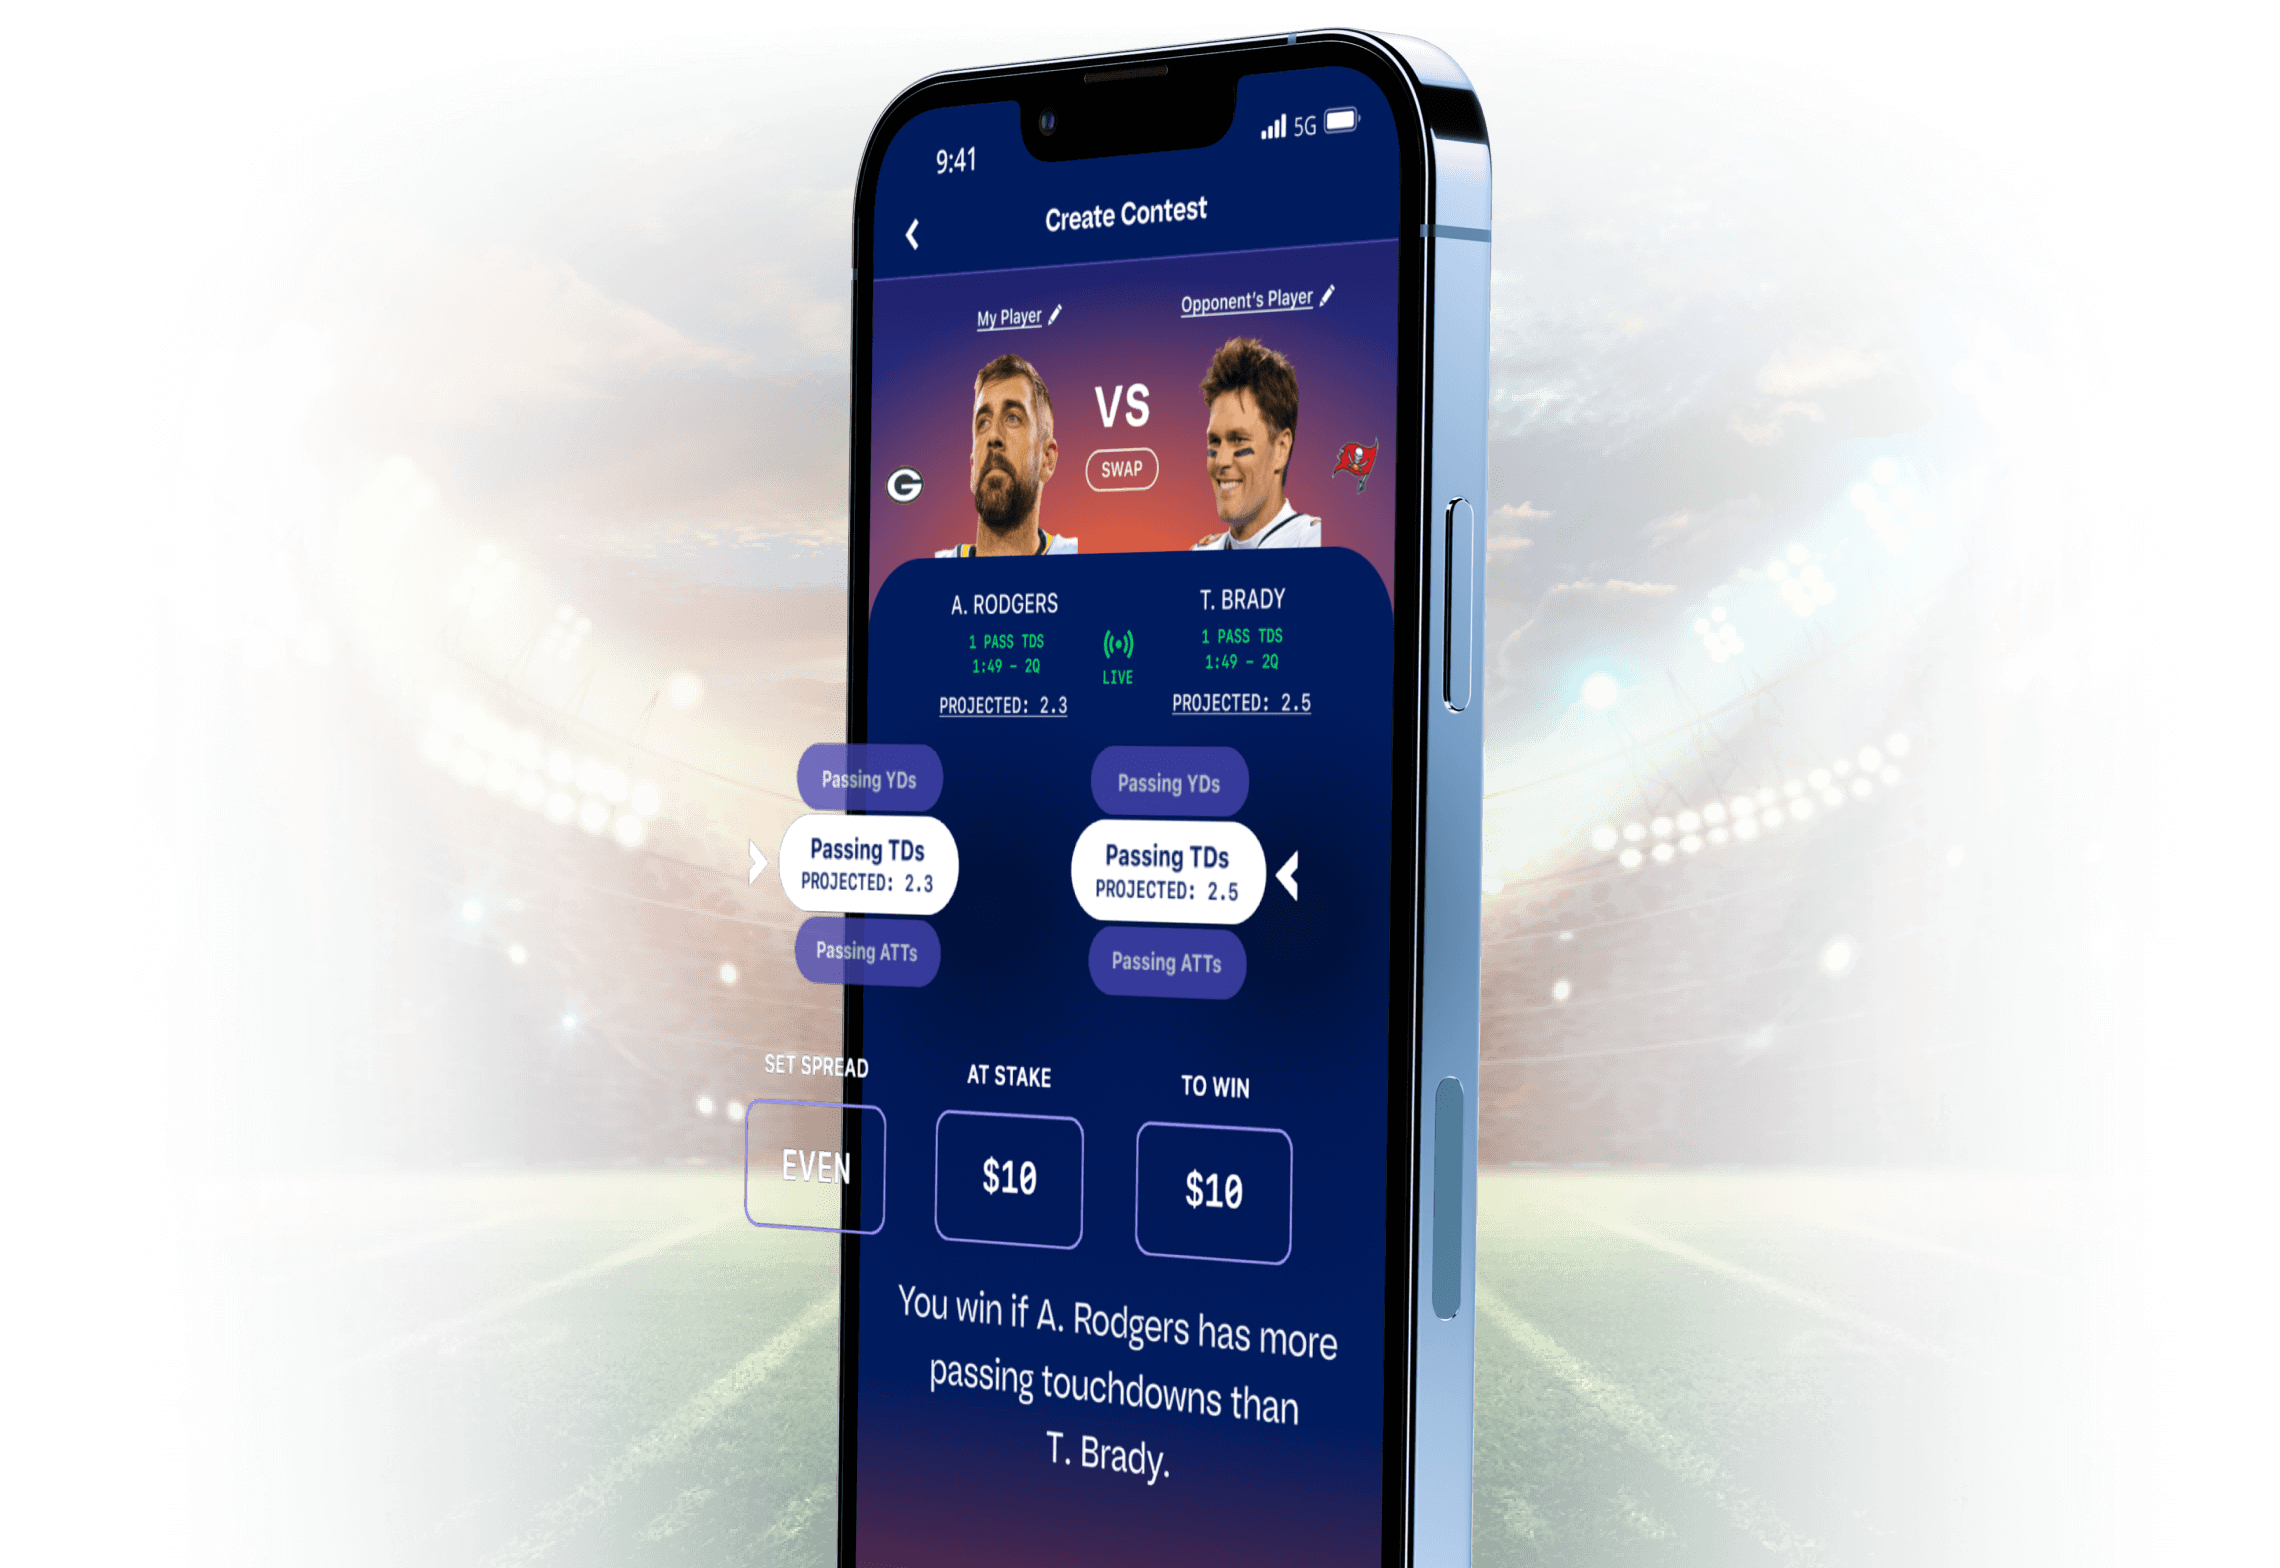 9:41
5G
Create Contest
My Player
Opponent's Player
VS
SWAP
G
A. RODGERS
T. BRADY
1 PASS TDS
1:49 – 2Q
LIVE
1 PASS TDS
1:49 – 2Q
PROJECTED: 2.3
PROJECTED: 2.5
Passing YDs
Passing YDs
Passing TDs
PROJECTED: 2.3
Passing TDs
PROJECTED: 2.5
Passing ATTs
Passing ATTs
SET SPREAD
AT STAKE
TO WIN
EVEN
$10
$10
You win if A. Rodgers has more
passing touchdowns than
T. Brady.